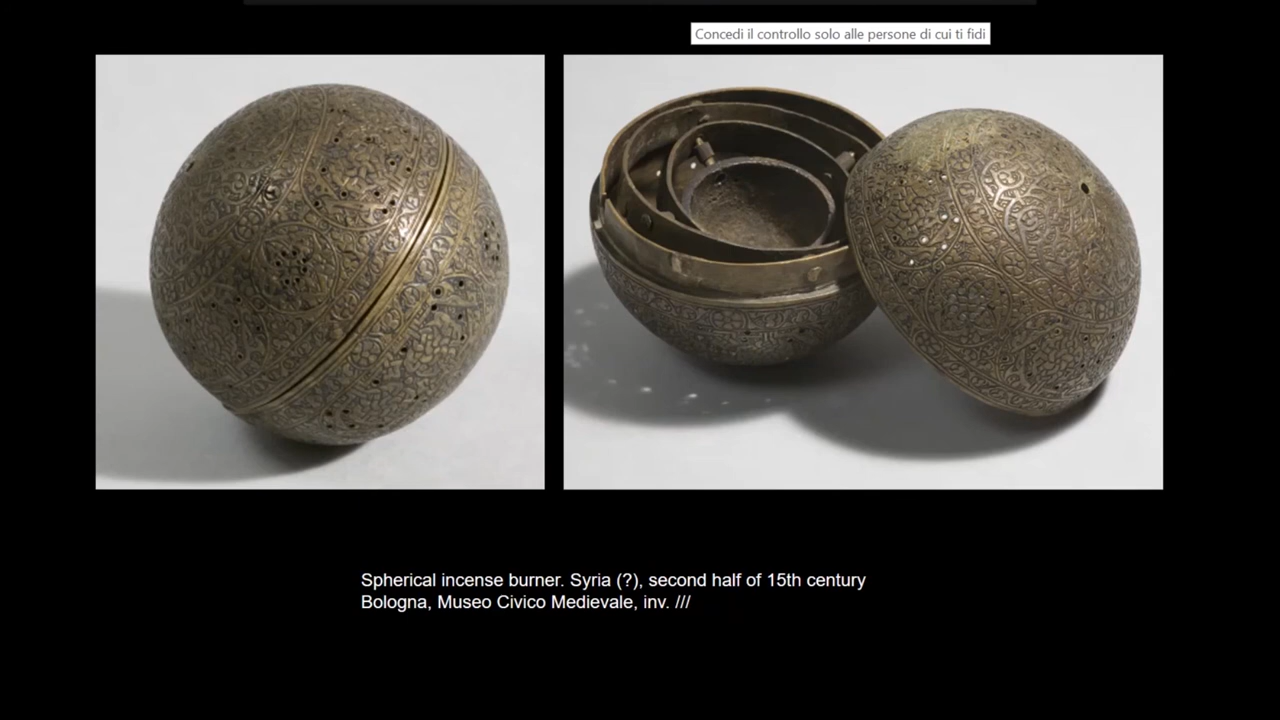 Concedi il controllo solo alle persone di cui ti fidi
Spherical incense burner. Syria (?), second half of 15th century
Bologna, Museo Civico Medievale, inv. ///